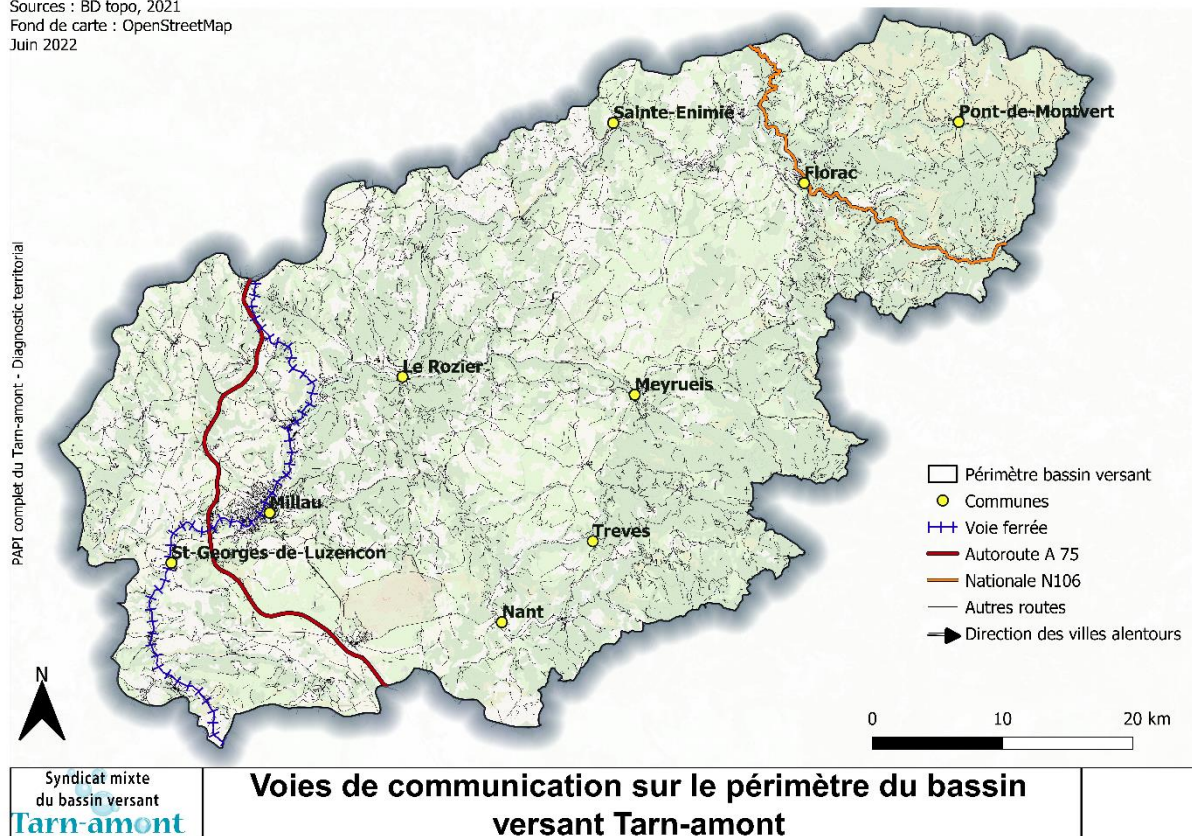 Sources : BD topo, 2021
Fond de carte : OpenStreetMap
Juin 2022
PAPI complet du Tarn-amont - Diagnostic territorial
Sainte-Enimie
Pont-de-Montvert
Florac
Le Rozier
Meyrueis
Millau
Treves
St-Georges-de-Luzencon
Nant
Périmètre bassin versant
Communes
Voie ferrée
Autoroute A 75
Nationale N106
Autres routes
Direction des villes alentours
N
0 10 20 km
Syndicat mixte
du bassin versant
Tarn-amont
Voies de communication sur le périmètre du bassin
versant Tarn-amont